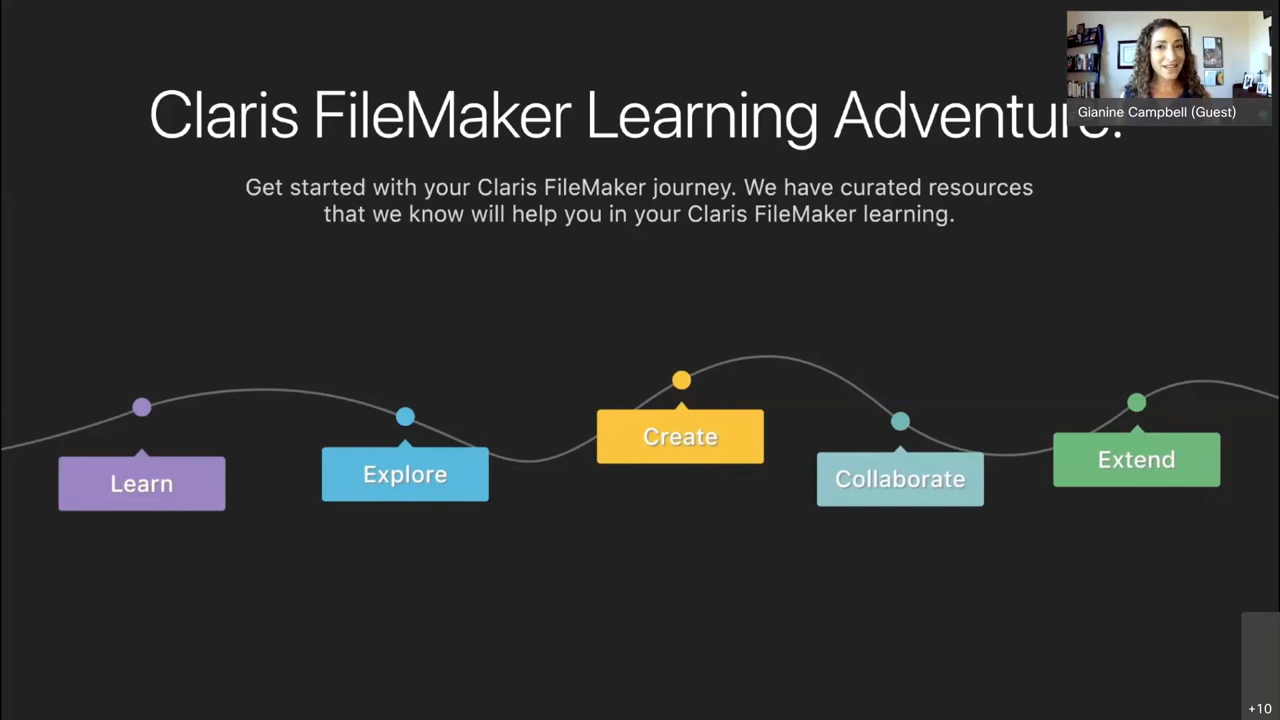 Claris FileMaker Learning Adventure!
Gianine Campbell (Guest)
Get started with your Claris FileMaker journey. We have curated resources
that we know will help you in your Claris FileMaker learning.
Learn
Explore
Create
Collaborate
Extend
+10